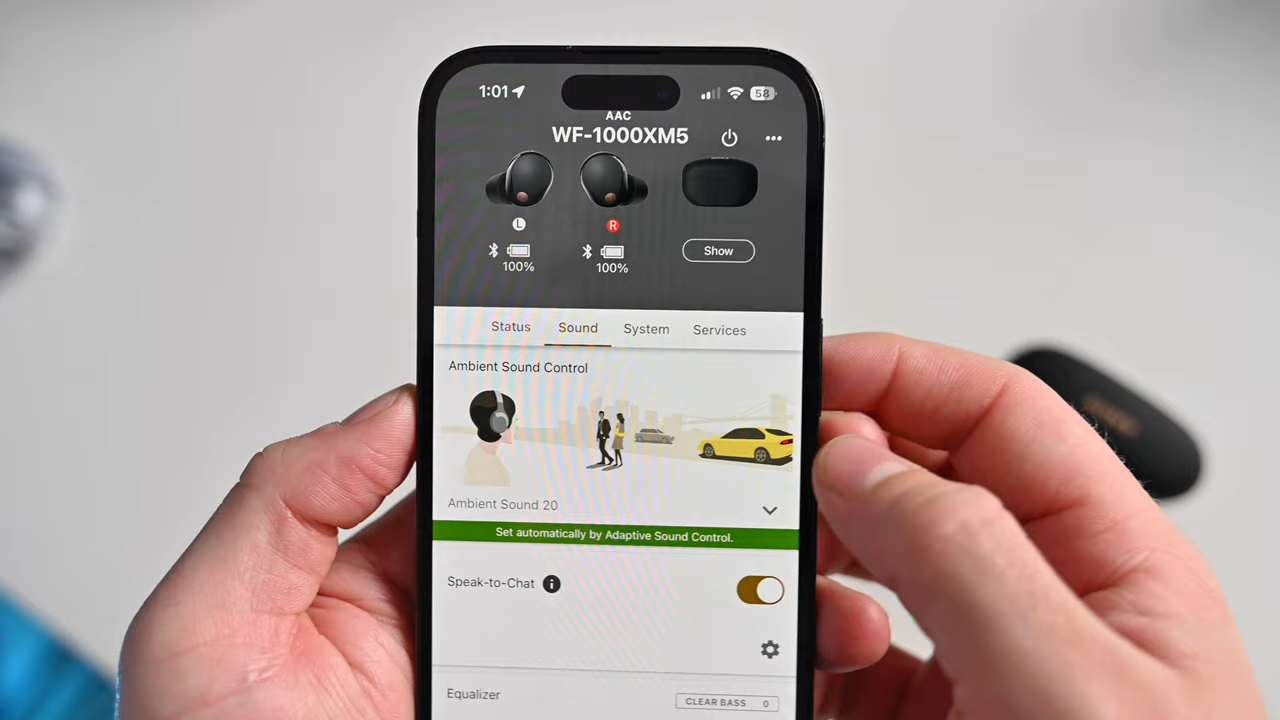 1:01 58
AAC
WF-1000XM5
L R
100% 100% Show
Status Sound System Services
Ambient Sound Control
Ambient Sound 20
Set automatically by Adaptive Sound Control.
Speak-to-Chat
Equalizer CLEAR BASS 0